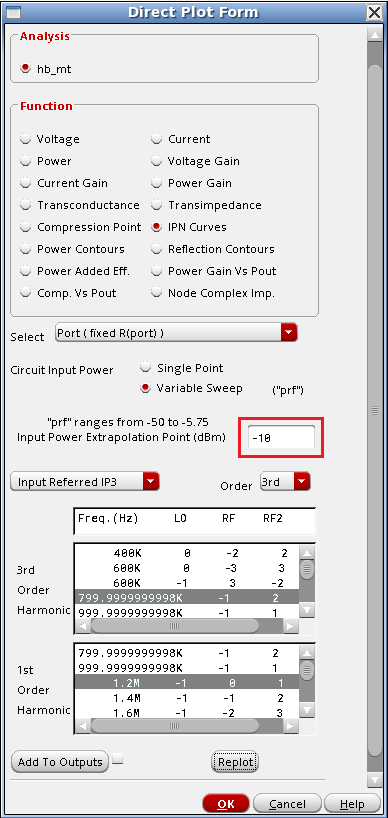 Direct Plot Form
Analysis
hb_mt
Function
Voltage Current
Power Voltage Gain
Current Gain Power Gain
Transconductance Transimpedance
Compression Point IPN Curves
Power Contours Reflection Contours
Power Added Eff. Power Gain Vs Pout
Comp. Vs Pout Node Complex Imp.
Select Port ( fixed R(port) )
Circuit Input Power Single Point
Variable Sweep ("prf")
"prf" ranges from -50 to -5.75
Input Power Extrapolation Point (dBm) -10
Input Referred IP3 Order 3rd
Freq.(Hz) LO RF RF2
3rd Order Harmonic
400K 0 -2 2
600K 0 -3 3
600K -1 3 -2
799.9999999998K -1 2
999.9999999998K -1 1
1st Order Harmonic
799.9999999998K -1 2
999.9999999998K -1 1
1.2M -1 0 1
1.4M -1 -1 2
1.6M -1 -2 3
Add To Outputs Replot
OK Cancel Help